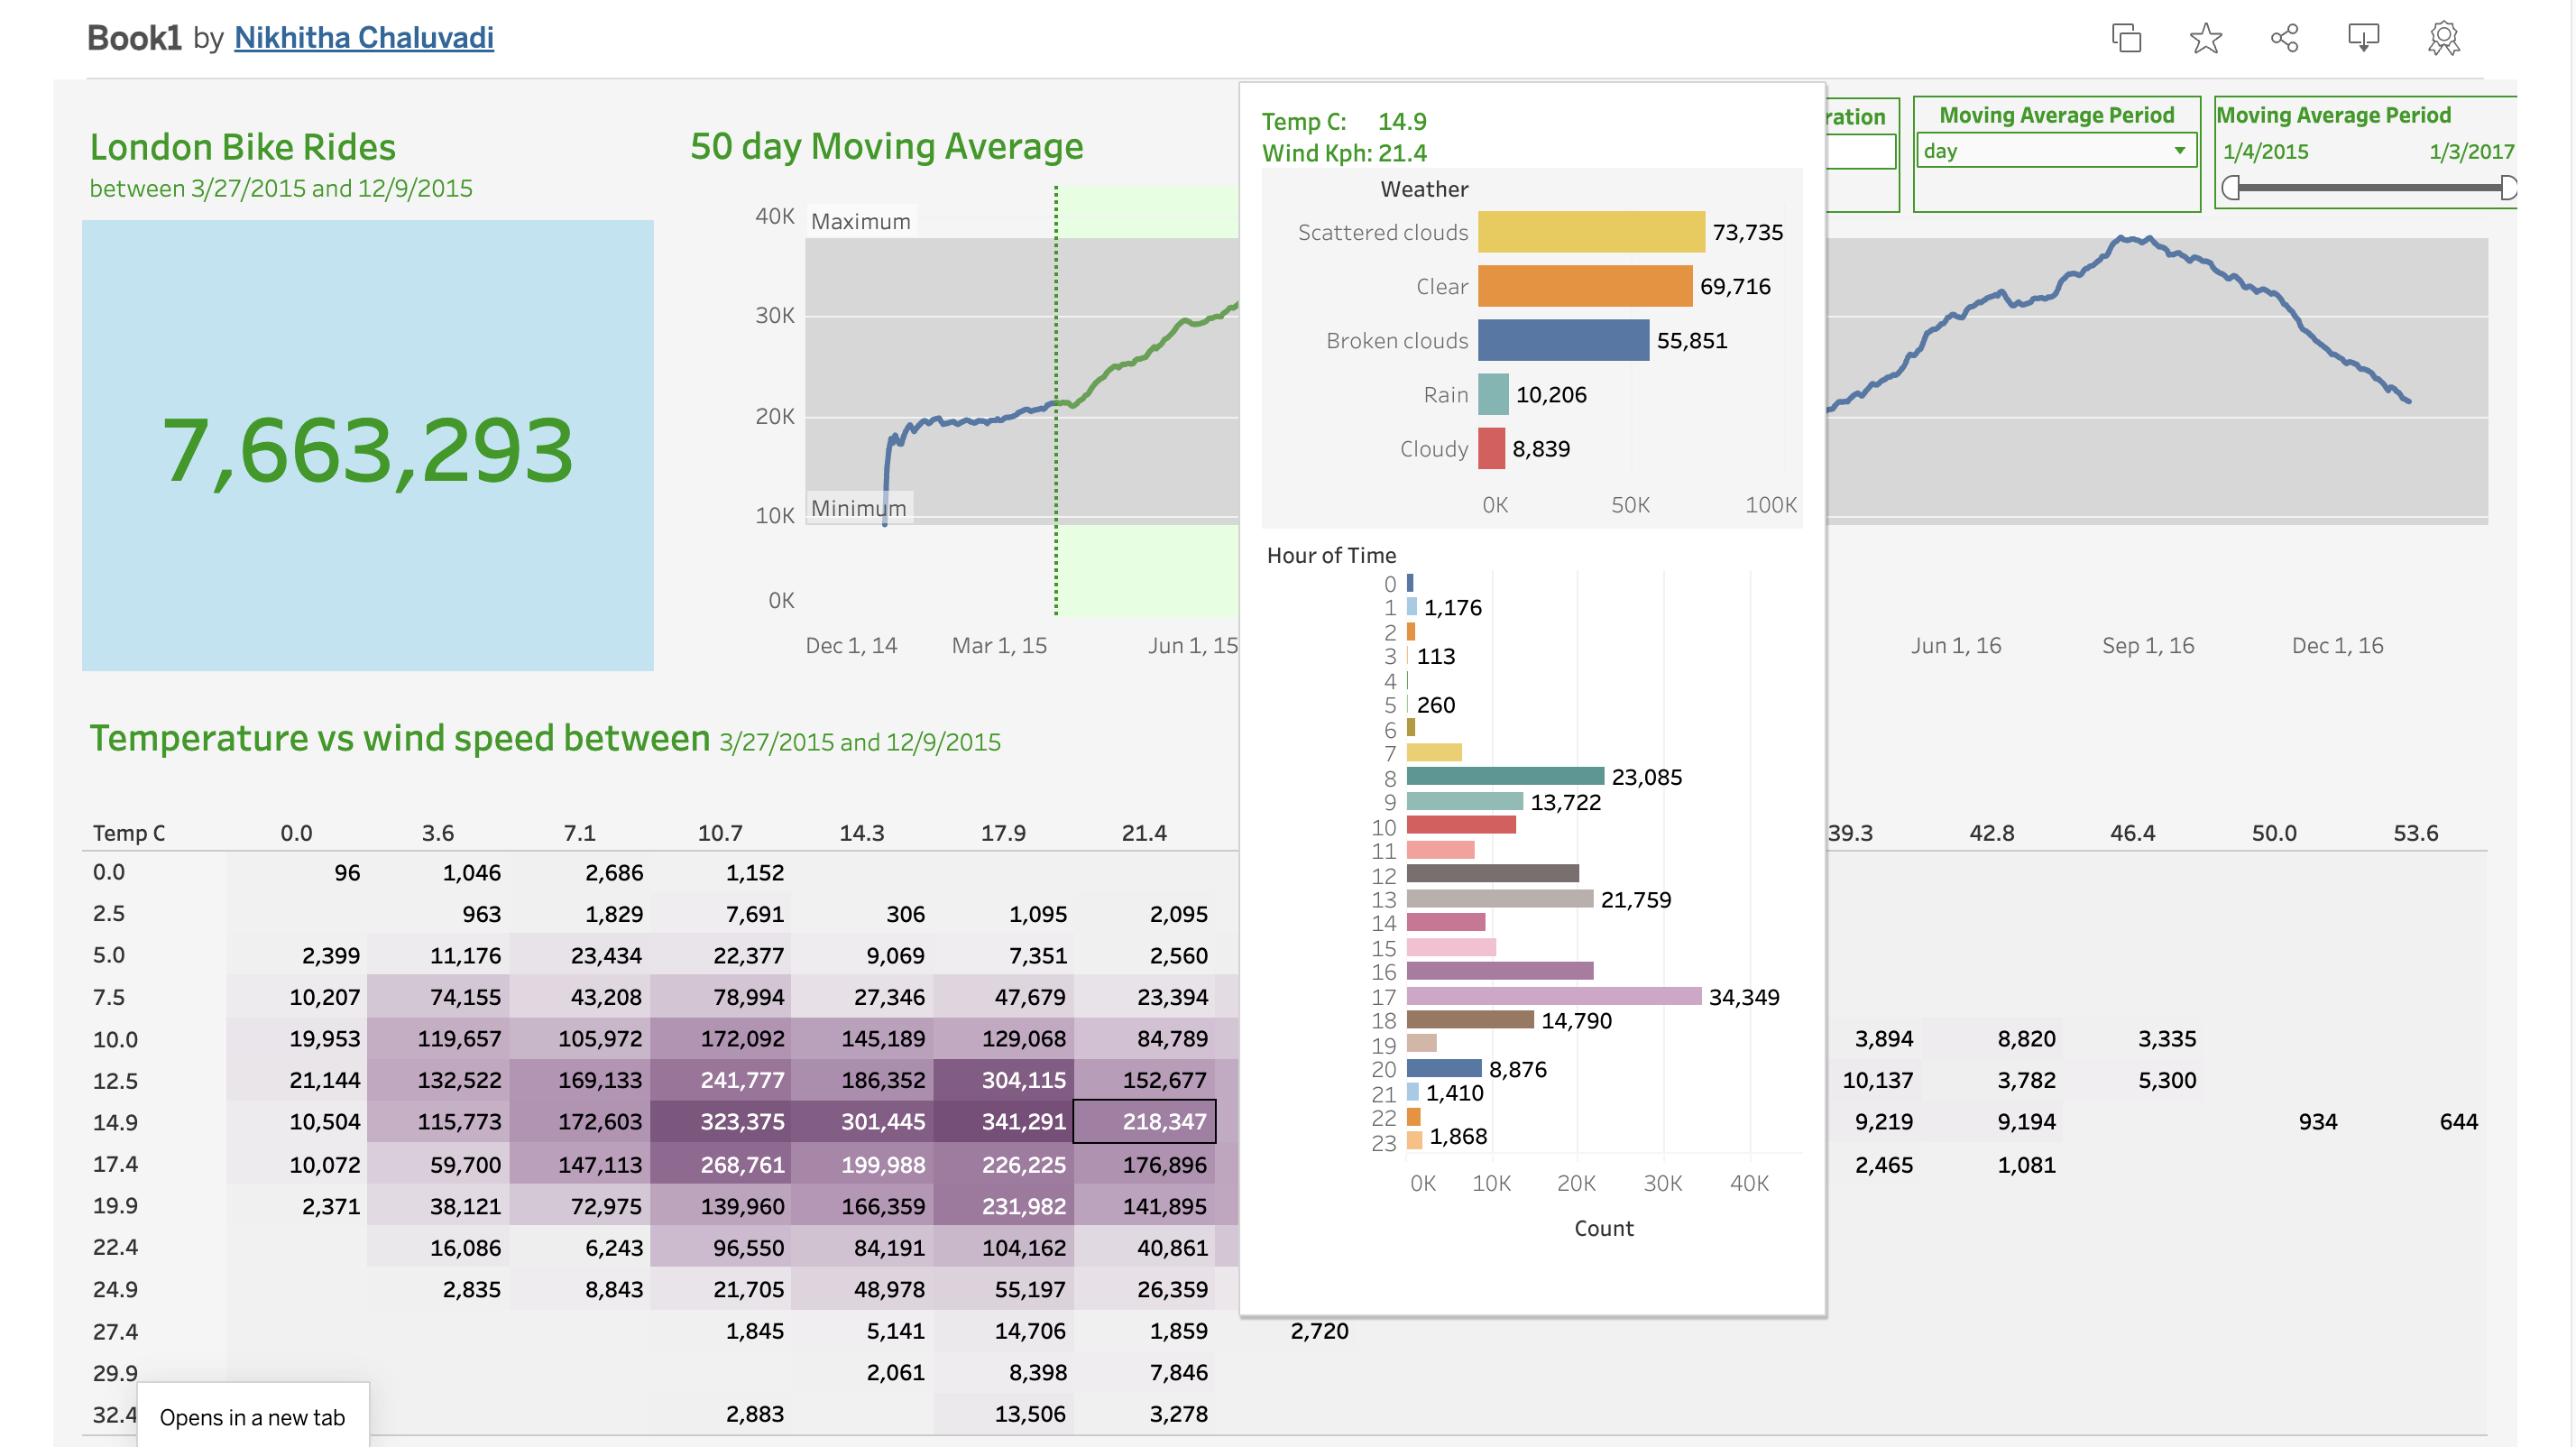 Book1 by Nikhitha Chaluvadi
London Bike Rides
between 3/27/2015 and 12/9/2015
7,663,293
50 day Moving Average
40K
Maximum
30K
20K
10K
Minimum
0K
Dec 1, 14 Mar 1, 15 Jun 1, 15 Jun 1, 16 Sep 1, 16 Dec 1, 16
ration
Moving Average Period
day
Moving Average Period
1/4/2015 1/3/2017
Temp C: 14.9
Wind Kph: 21.4
Weather
Scattered clouds 73,735
Clear 69,716
Broken clouds 55,851
Rain 10,206
Cloudy 8,839
0K 50K 100K
Hour of Time
0
1 1,176
2
3 113
4
5 260
6
7
8 23,085
9 13,722
10
11
12
13 21,759
14
15
16
17 34,349
18 14,790
19
20 8,876
21 1,410
22
23 1,868
0K 10K 20K 30K 40K
Count
Temperature vs wind speed between 3/27/2015 and 12/9/2015
Temp C 0.0 3.6 7.1 10.7 14.3 17.9 21.4 39.3 42.8 46.4 50.0 53.6
0.0 96 1,046 2,686 1,152
2.5 963 1,829 7,691 306 1,095 2,095
5.0 2,399 11,176 23,434 22,377 9,069 7,351 2,560
7.5 10,207 74,155 43,208 78,994 27,346 47,679 23,394
10.0 19,953 119,657 105,972 172,092 145,189 129,068 84,789 3,894 8,820 3,335
12.5 21,144 132,522 169,133 241,777 186,352 304,115 152,677 10,137 3,782 5,300
14.9 10,504 115,773 172,603 323,375 301,445 341,291 218,347 9,219 9,194 934 644
17.4 10,072 59,700 147,113 268,761 199,988 226,225 176,896 2,465 1,081
19.9 2,371 38,121 72,975 139,960 166,359 231,982 141,895
22.4 16,086 6,243 96,550 84,191 104,162 40,861
24.9 2,835 8,843 21,705 48,978 55,197 26,359
27.4 1,845 5,141 14,706 1,859 2,720
29.9 2,061 8,398 7,846
32.4 2,883 13,506 3,278
Opens in a new tab